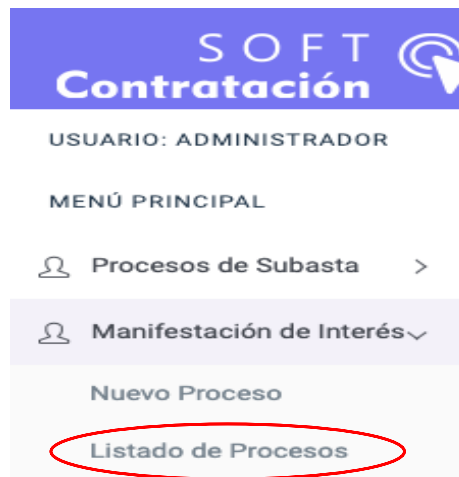 SOFT
Contratación
USUARIO: ADMINISTRADOR
MENÚ PRINCIPAL
Procesos de Subasta >
Manifestación de Interés
Nuevo Proceso
Listado de Procesos